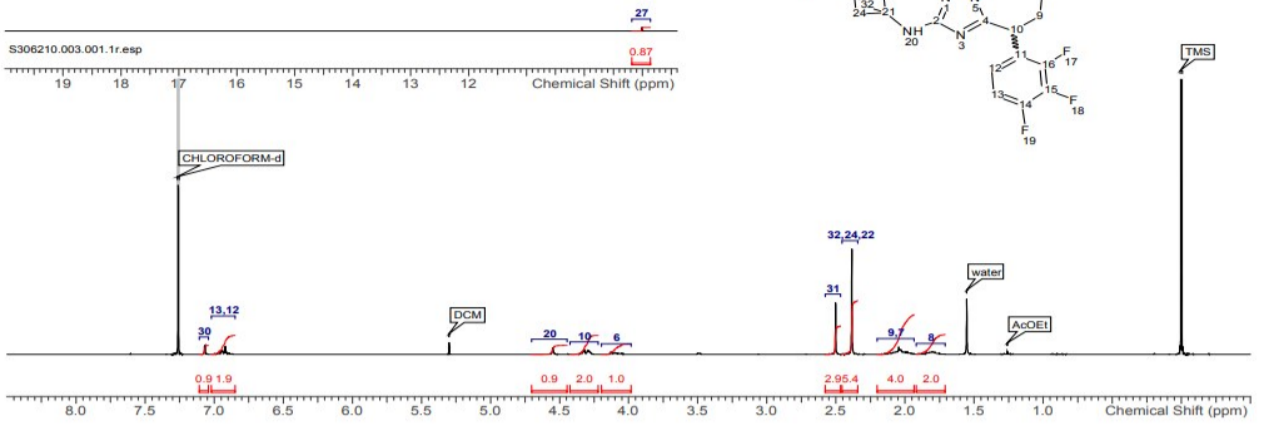 27
S306210.003.001.1r.esp
0.87
19 18 17 16 15 14 13 12 Chemical Shift (ppm)
32
24 21
1
5
2 4 9
NH 20
N 3
10
11
12 16 F 17
13 15 F 18
14
F 19
TMS
CHLOROFORM-d
32,24,22
31
water
DCM
AcOEt
13,12
30
20 10 6
9,7 8
0.9 1.9 0.9 2.0 1.0 2.9 5.4 4.0 2.0
8.0 7.5 7.0 6.5 6.0 5.5 5.0 4.5 4.0 3.5 3.0 2.5 2.0 1.5 1.0 Chemical Shift (ppm)